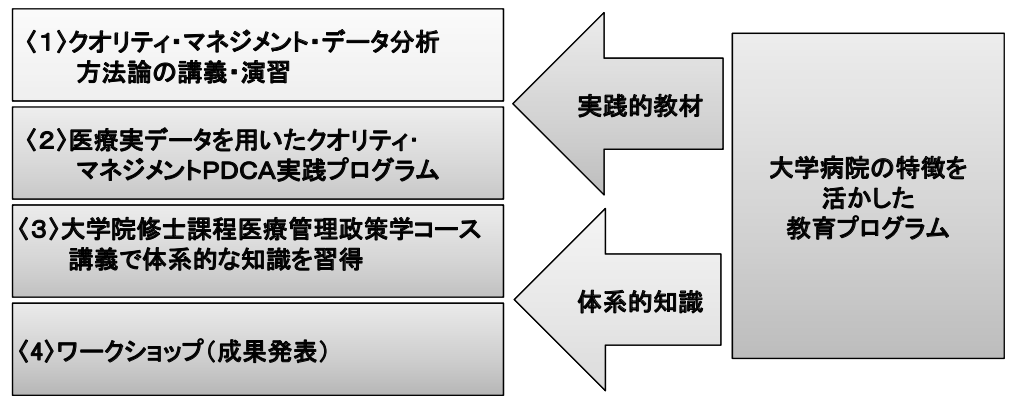 〈１〉クオリティ・マネジメント・データ分析
方法論の講義・演習
〈２〉医療実データを用いたクオリティ・
マネジメントＰＤＣＡ実践プログラム
〈３〉大学院修士課程医療管理政策学コース
講義で体系的な知識を習得
〈４〉ワークショップ（成果発表）
実践的教材
体系的知識
大学病院の特徴を
活かした
教育プログラム